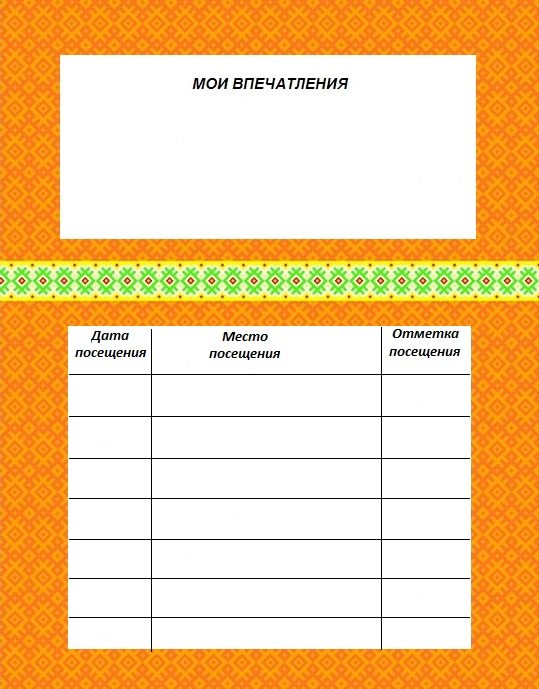 МОИ ВПЕЧАТЛЕНИЯ
Дата
посещения
Место
посещения
Отметка
посещения